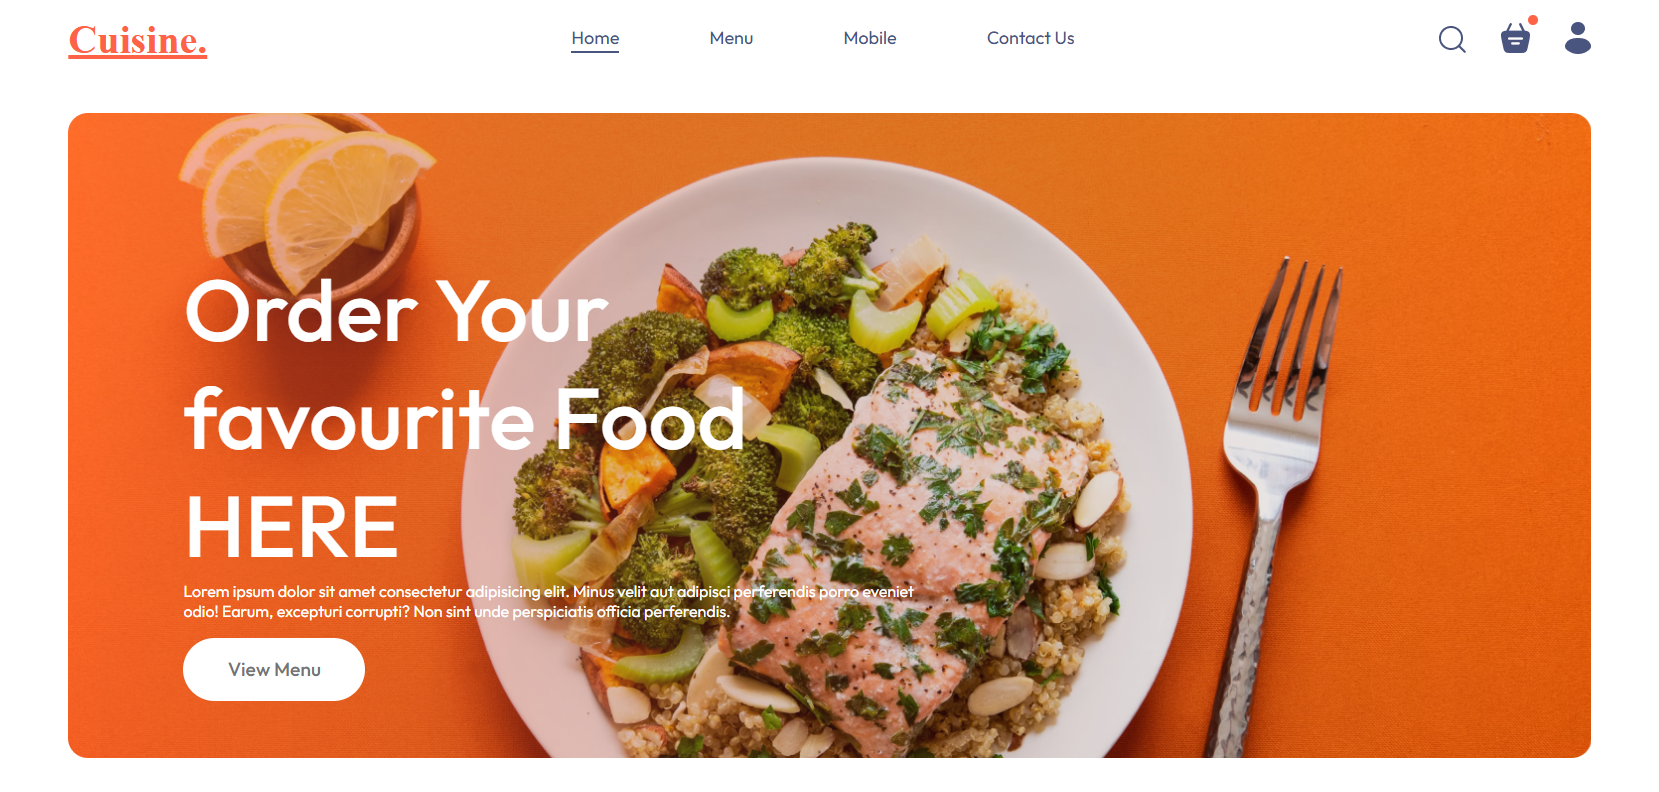 Cuisine.
Home
Menu
Mobile
Contact Us
Order Your
favourite Food
HERE
Lorem ipsum dolor sit amet consectetur adipisicing elit. Minus velit aut adipisci perferendis porro eveniet
odio! Earum, excepturi corrupti? Non sint unde perspiciatis officia perferendis.
View Menu